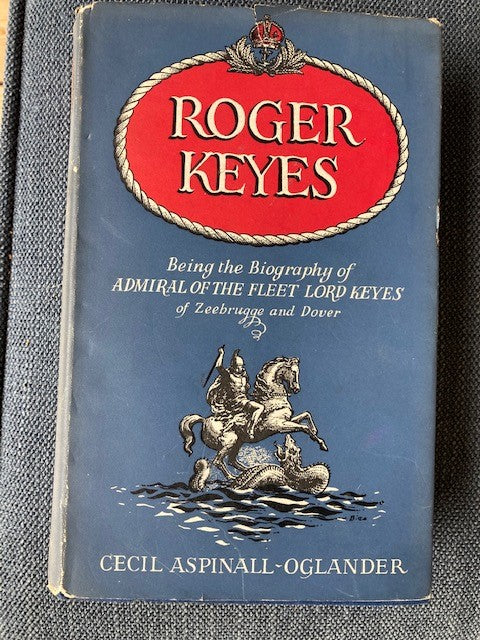 ROGER
KEYES
Being the Biography of
ADMIRAL OF THE FLEET LORD KEYES
of Zeebrugge and Dover
CECIL ASPINALL-OGLANDER